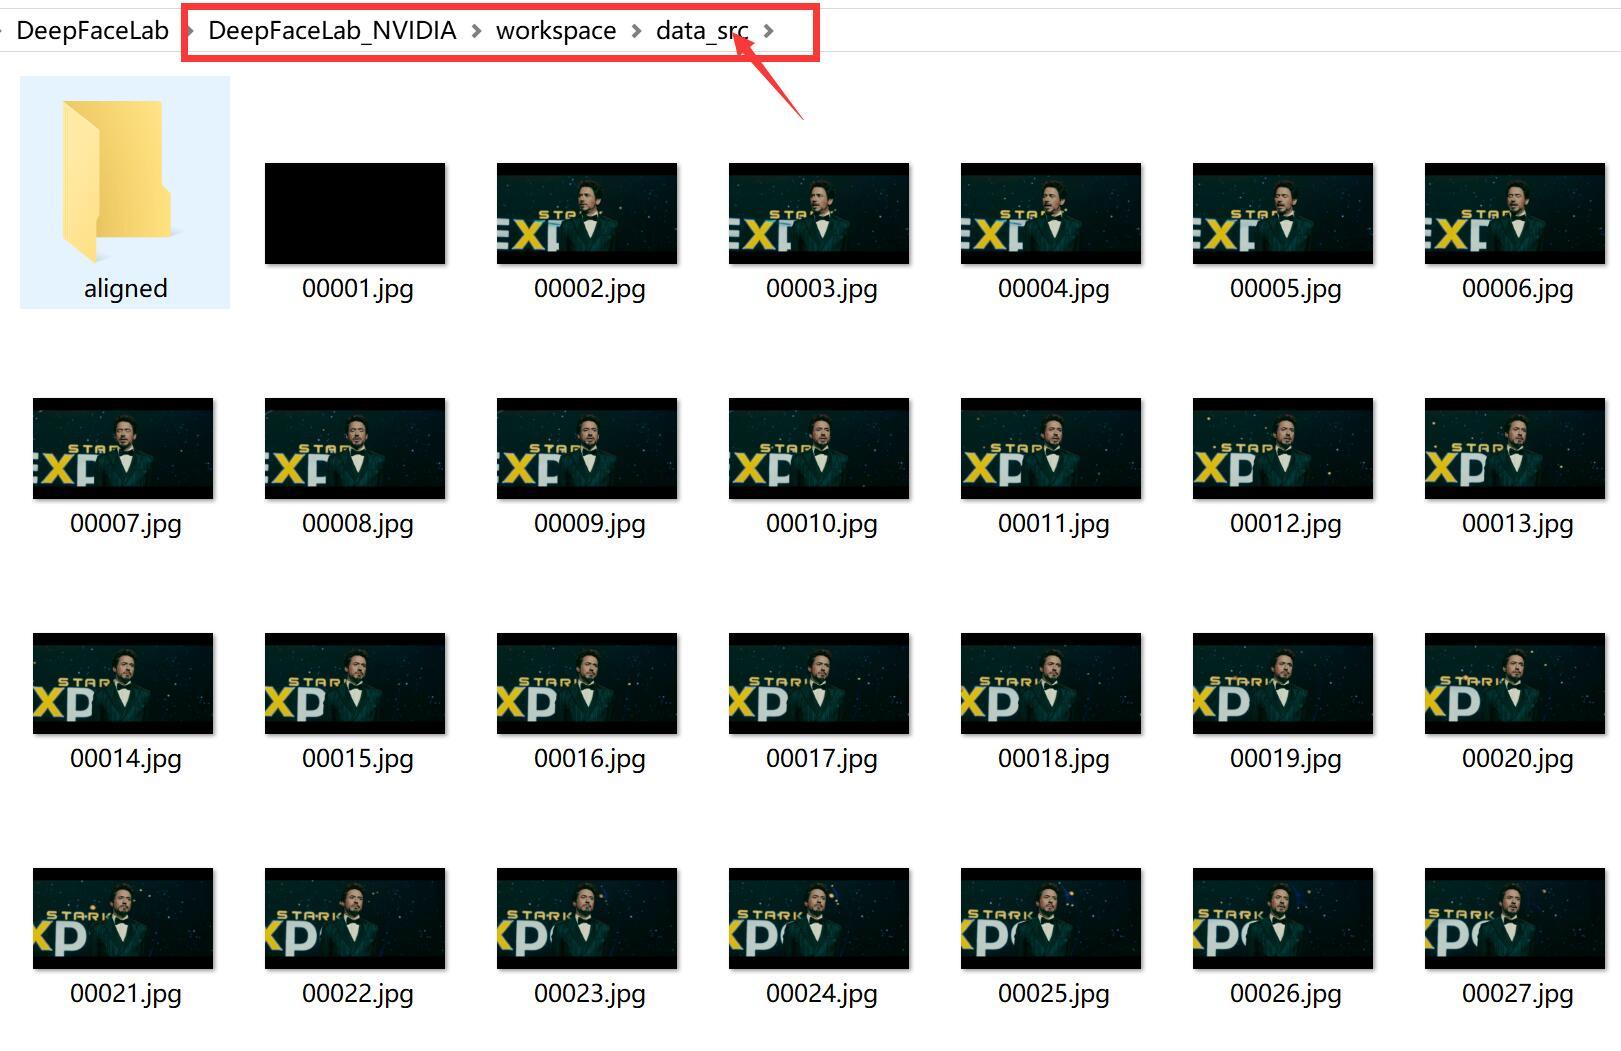 DeepFaceLab > DeepFaceLab_NVIDIA > workspace > data_src >
aligned 00001.jpg 00002.jpg 00003.jpg 00004.jpg 00005.jpg 00006.jpg
00007.jpg 00008.jpg 00009.jpg 00010.jpg 00011.jpg 00012.jpg 00013.jpg
00014.jpg 00015.jpg 00016.jpg 00017.jpg 00018.jpg 00019.jpg 00020.jpg
00021.jpg 00022.jpg 00023.jpg 00024.jpg 00025.jpg 00026.jpg 00027.jpg